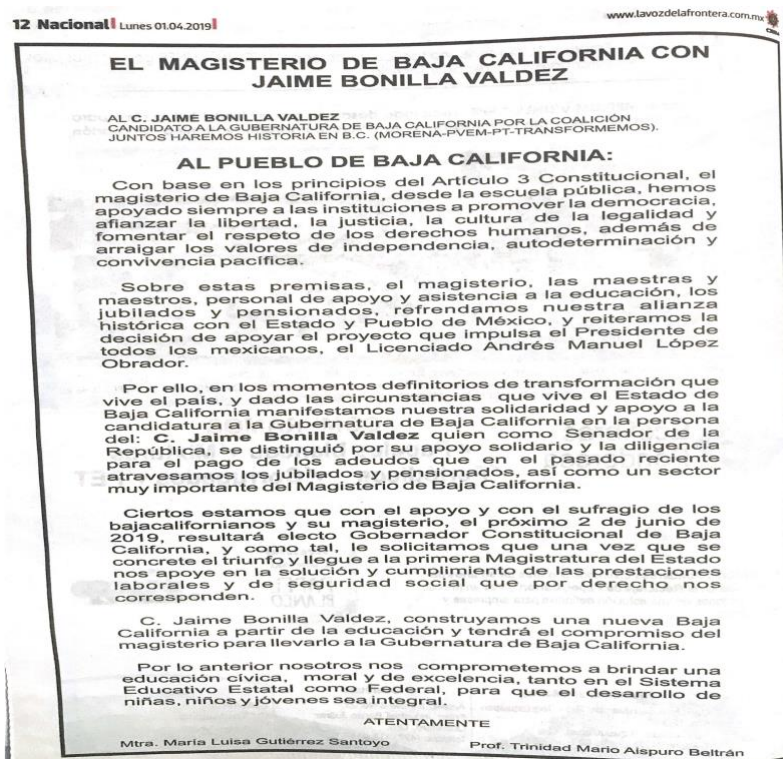 12 Nacional Lunes 01.04.2019
www.lavozdelafrontera.com.mx
EL MAGISTERIO DE BAJA CALIFORNIA CON
JAIME BONILLA VALDEZ
AL C. JAIME BONILLA VALDEZ
CANDIDATO A LA GUBERNATURA DE BAJA CALIFORNIA POR LA COALICIÓN
JUNTOS HAREMOS HISTORIA EN B.C. (MORENA-PVEM-PT-TRANSFORMEMOS).
AL PUEBLO DE BAJA CALIFORNIA:
Con base en los principios del Artículo 3 Constitucional, el
magisterio de Baja California, desde la escuela pública, hemos
apoyado siempre a las instituciones a promover la democracia,
afianzar la libertad, la justicia, la cultura de la legalidad y
fomentar el respeto de los derechos humanos, además de
arraigar los valores de independencia, autodeterminación y
convivencia pacífica.
Sobre estas premisas, el magisterio, las maestras y
maestros, personal de apoyo y asistencia a la educación, los
jubilados y pensionados, refrendamos nuestra alianza
histórica con el Estado y Pueblo de México, y reiteramos la
decisión de apoyar el proyecto que impulsa el Presidente de
todos los mexicanos, el Licenciado Andrés Manuel López
Obrador.
Por ello, en los momentos definitorios de transformación que
vive el país, y dado las circunstancias que vive el Estado de
Baja California manifestamos nuestra solidaridad y apoyo a la
candidatura a la Gubernatura de Baja California en la persona
del: C. Jaime Bonilla Valdez quien como Senador de la
República, se distinguió por su apoyo solidario y la diligencia
para el pago de los adeudos que en el pasado reciente
atravesamos los jubilados y pensionados, así como un sector
muy importante del Magisterio de Baja California.
Ciertos estamos que con el apoyo y con el sufragio de los
bajacalifornianos y su magisterio, el próximo 2 de junio de
2019, resultará electo Gobernador Constitucional de Baja
California, y como tal, le solicitamos que una vez que se
concrete el triunfo y llegue a la primera Magistratura del Estado
nos apoye en la solución y cumplimiento de las prestaciones
laborales y de seguridad social que por derecho nos
corresponden.
C. Jaime Bonilla Valdez, construyamos una nueva Baja
California a partir de la educación y tendrá el compromiso del
magisterio para llevarlo a la Gubernatura de Baja California.
Por lo anterior nosotros nos comprometemos a brindar una
educación cívica, moral y de excelencia, tanto en el Sistema
Educativo Estatal como Federal, para que el desarrollo de
niñas, niños y jóvenes sea integral.
ATENTAMENTE
Mtra. María Luisa Gutiérrez Santoyo
Prof. Trinidad Mario Aispuro Beltrán